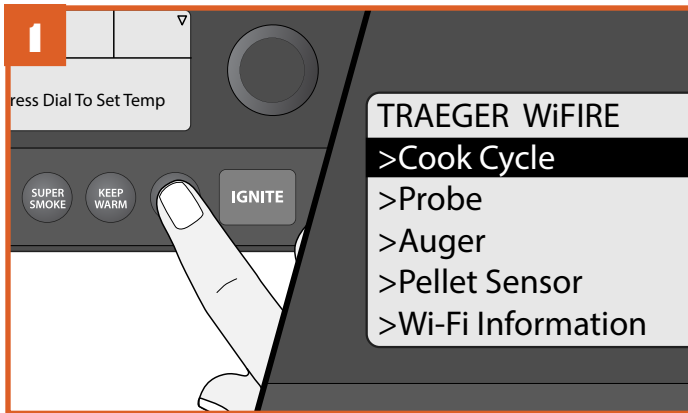 1
ress Dial To Set Temp
SUPER
SMOKE
KEEP
WARM
IGNITE
TRAEGER WiFIRE
>Cook Cycle
>Probe
>Auger
>Pellet Sensor
>Wi-Fi Information